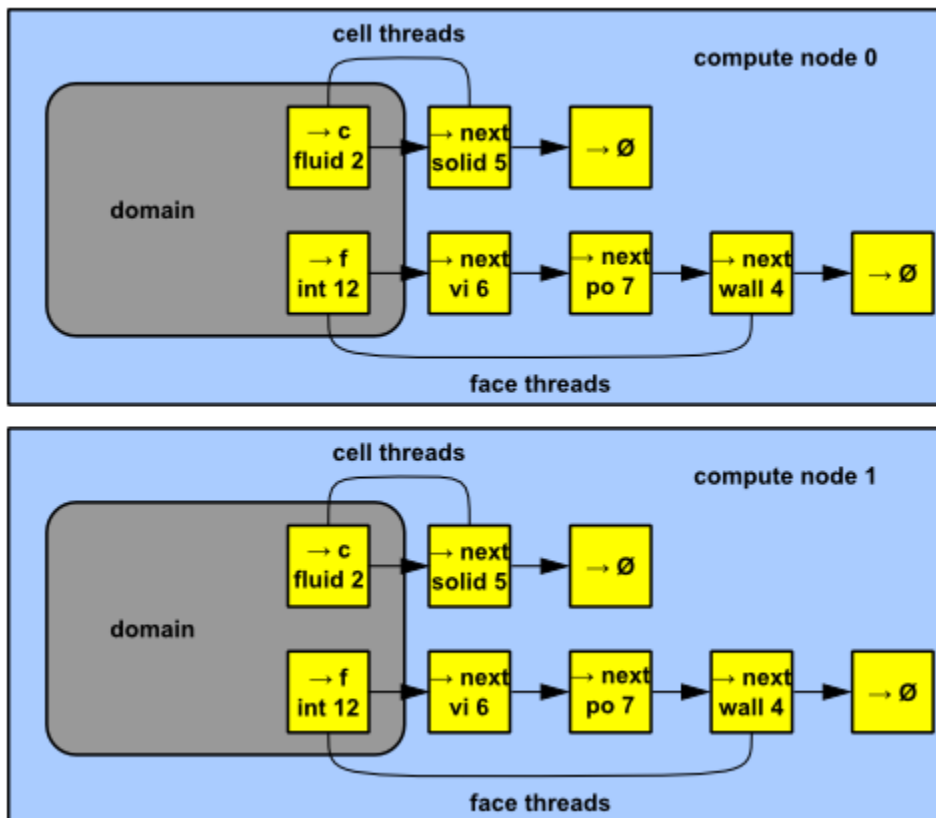 cell threads
compute node 0
→ c
fluid 2
→ next
solid 5
→ Ø
domain
→ f
int 12
→ next
vi 6
→ next
po 7
→ next
wall 4
→ Ø
face threads
cell threads
compute node 1
→ c
fluid 2
→ next
solid 5
→ Ø
domain
→ f
int 12
→ next
vi 6
→ next
po 7
→ next
wall 4
→ Ø
face threads